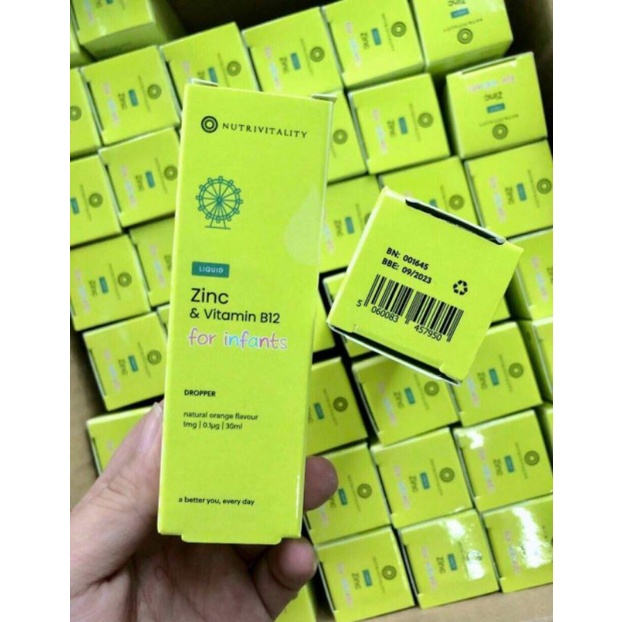 NUTRIVITALITY
LIQUID
Zinc
& Vitamin B12
for infants
DROPPER
natural orange flavour
1mg | 0.1µg | 30ml
a better you, every day
BN: 001645
BBE: 09/2023
5 060083 457950